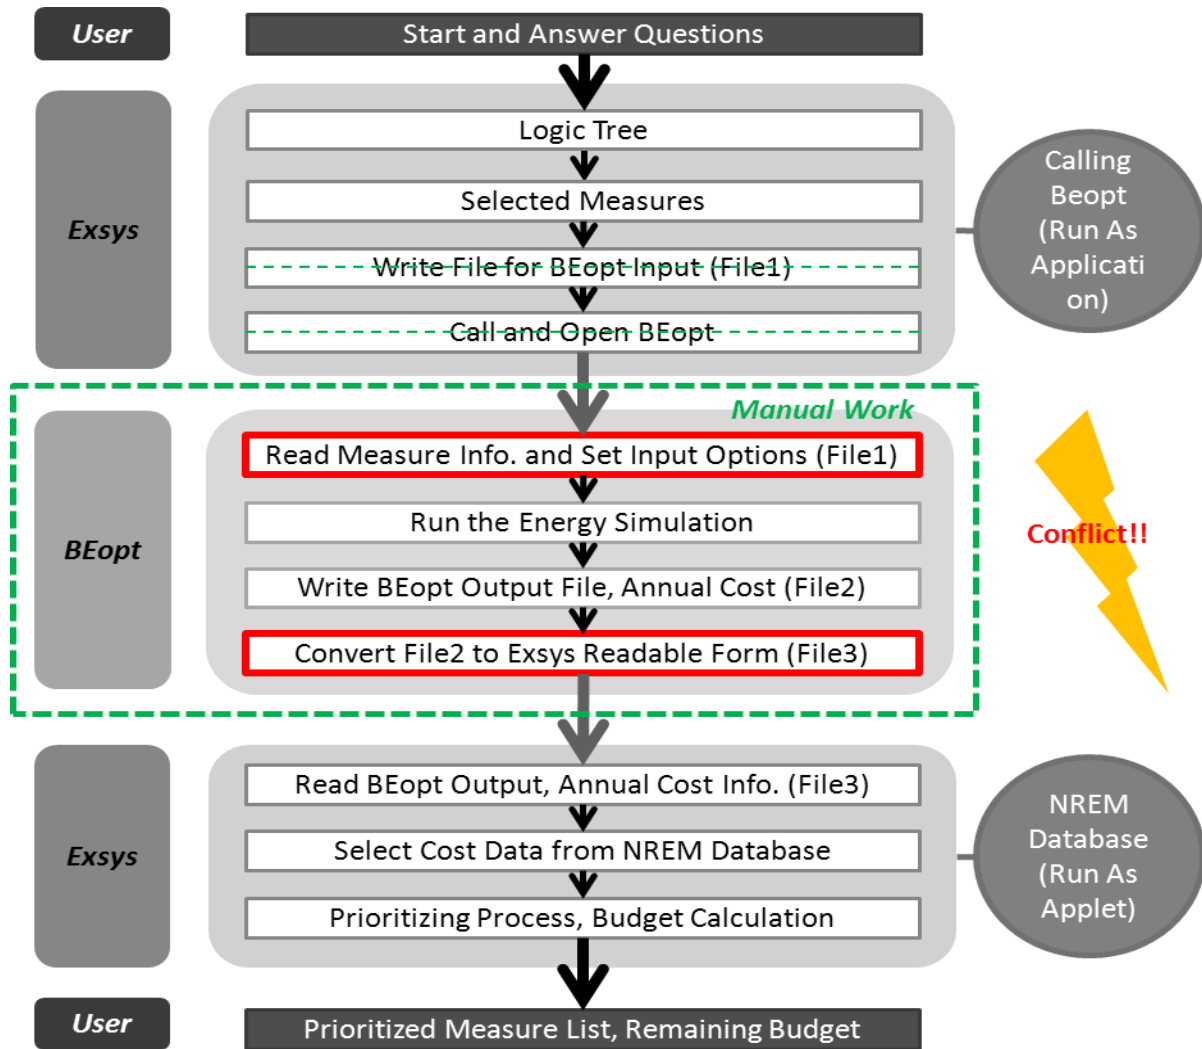 User
Start and Answer Questions
Exsys
Logic Tree
Selected Measures
Write File for BEopt Input (File1)
Call and Open BEopt
Calling
Beopt
(Run As
Applicati
on)
Manual Work
BEopt
Read Measure Info. and Set Input Options (File1)
Run the Energy Simulation
Write BEopt Output File, Annual Cost (File2)
Convert File2 to Exsys Readable Form (File3)
Conflict!!
Exsys
Read BEopt Output, Annual Cost Info. (File3)
Select Cost Data from NREM Database
Prioritizing Process, Budget Calculation
NREM
Database
(Run As
Applet)
User
Prioritized Measure List, Remaining Budget